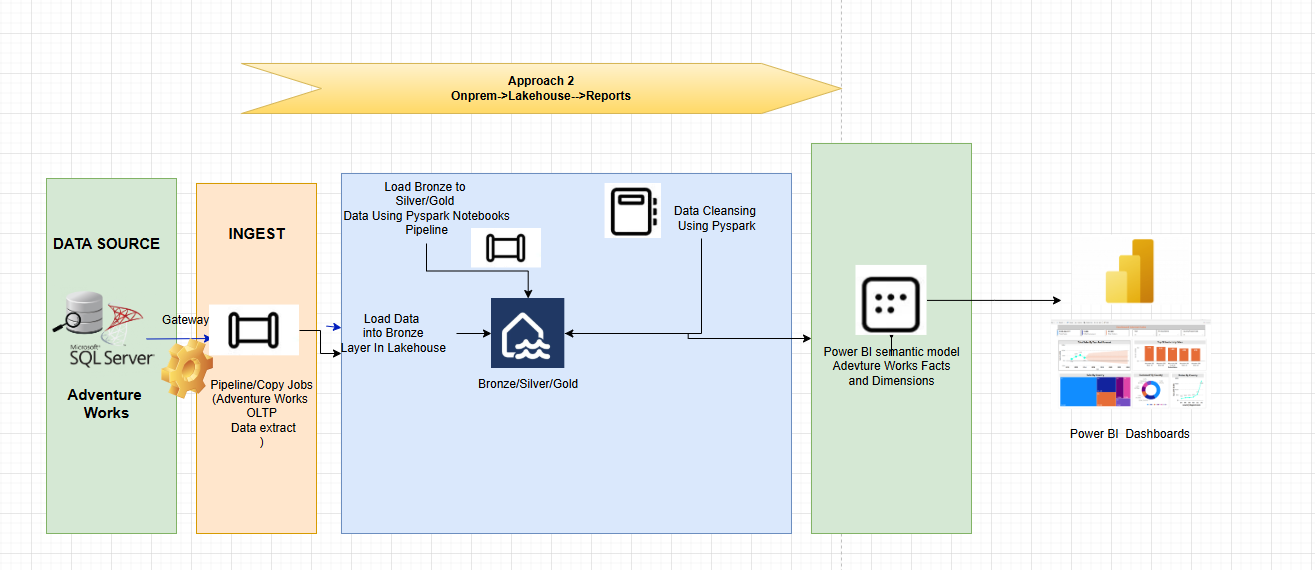 Approach 2
Onprem->Lakehouse-->Reports
DATA SOURCE
Microsoft
SQL Server
Adventure
Works
Gateway
INGEST
Pipeline/Copy Jobs
(Adventure Works
OLTP
Data extract
)
Load Bronze to
Silver/Gold
Data Using Pyspark Notebooks
Pipeline
Load Data
into Bronze
Layer In Lakehouse
Bronze/Silver/Gold
Data Cleansing
Using Pyspark
Power BI semantic model
Adevture Works Facts
and Dimensions
Power BI  Dashboards